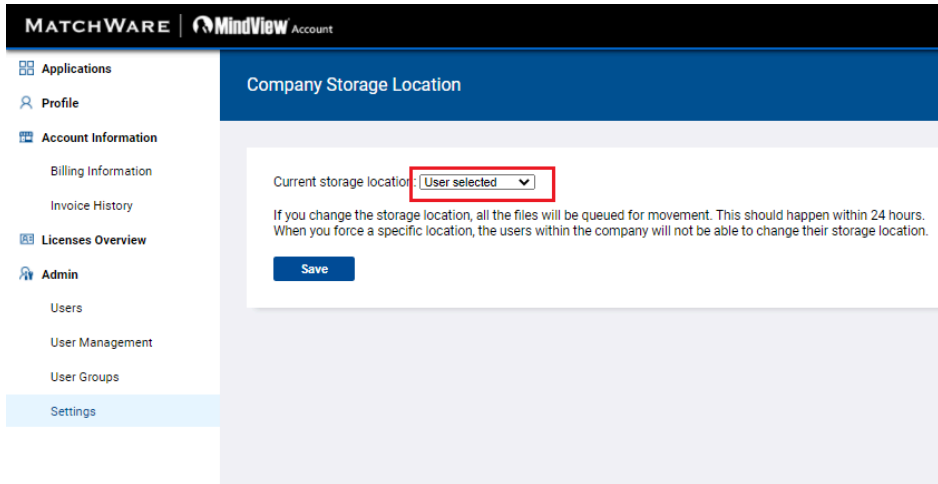 MATCHWARE | MindView Account
Applications
Profile
Account Information
Billing Information
Invoice History
Licenses Overview
Admin
Users
User Management
User Groups
Settings
Company Storage Location
Current storage location: User selected
If you change the storage location, all the files will be queued for movement. This should happen within 24 hours.
When you force a specific location, the users within the company will not be able to change their storage location.
Save